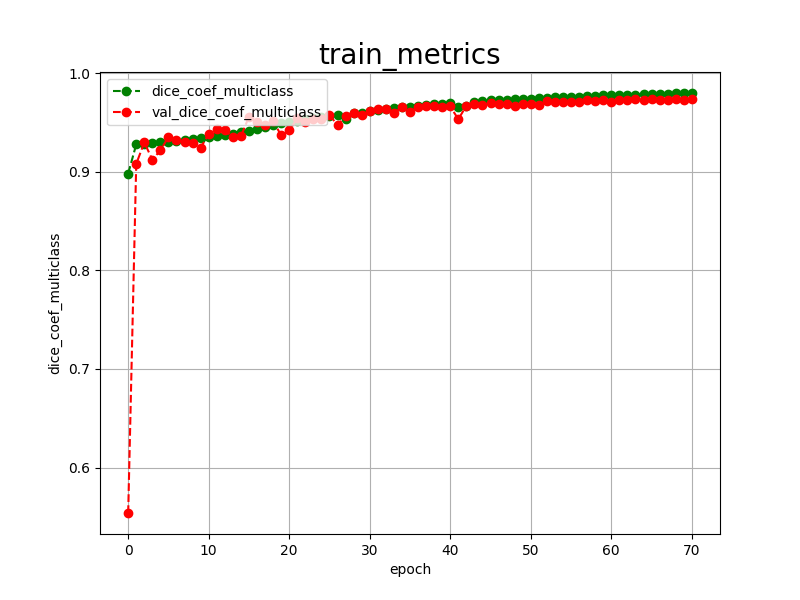 train_metrics
dice_coef_multiclass
val_dice_coef_multiclass
1.0
0.9
0.8
0.7
0.6
dice_coef_multiclass
0 10 20 30 40 50 60 70
epoch